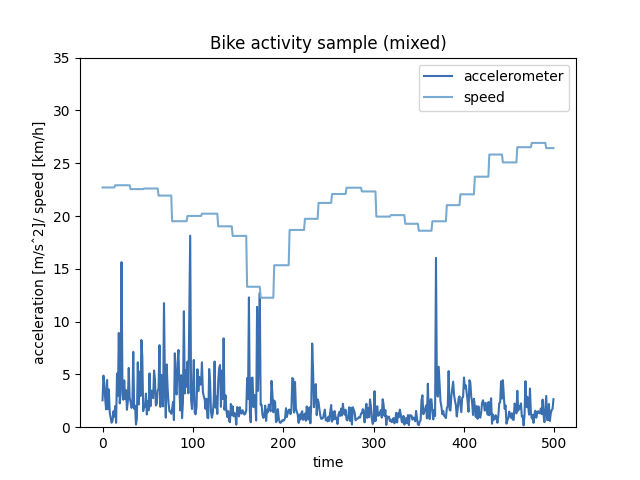 Bike activity sample (mixed)
accelerometer
speed
35
30
25
20
15
10
5
0
acceleration [m/s^2]/ speed [km/h]
0 100 200 300 400 500
time